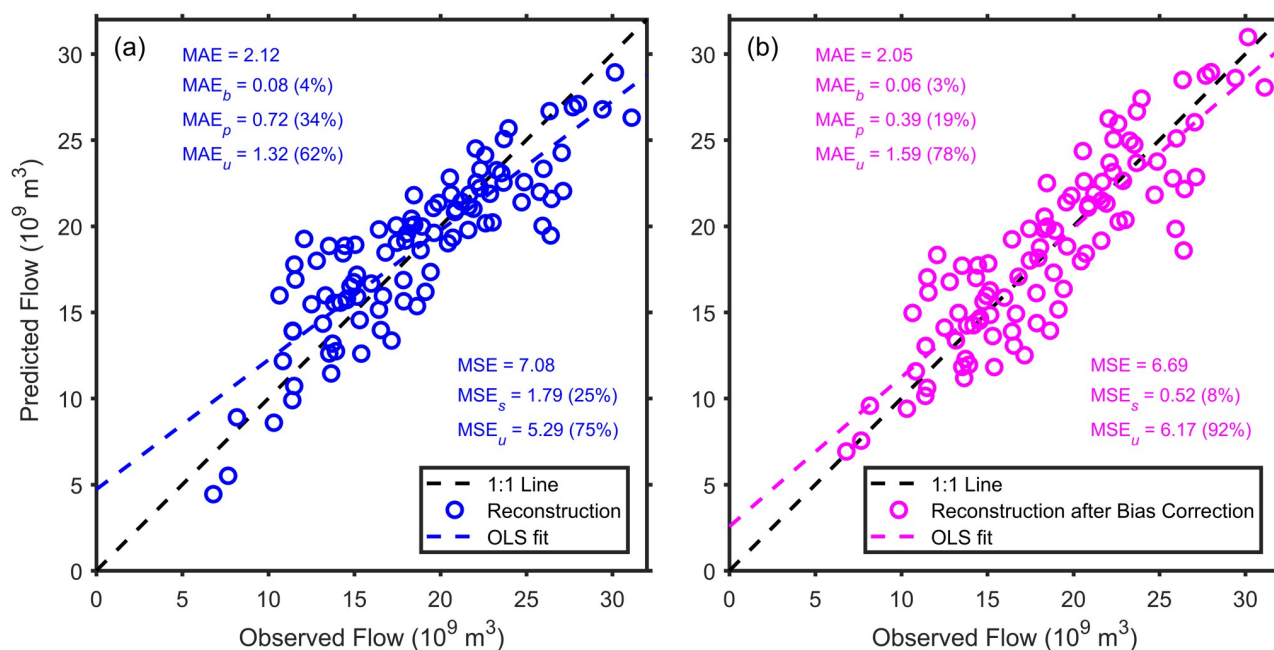 (a)
MAE = 2.12
MAE_b = 0.08 (4%)
MAE_p = 0.72 (34%)
MAE_u = 1.32 (62%)
MSE = 7.08
MSE_s = 1.79 (25%)
MSE_u = 5.29 (75%)
1:1 Line
Reconstruction
OLS fit
30
25
20
15
10
5
0
0 5 10 15 20 25 30
Predicted Flow (10^9 m^3)
Observed Flow (10^9 m^3)
(b)
MAE = 2.05
MAE_b = 0.06 (3%)
MAE_p = 0.39 (19%)
MAE_u = 1.59 (78%)
MSE = 6.69
MSE_s = 0.52 (8%)
MSE_u = 6.17 (92%)
1:1 Line
Reconstruction after Bias Correction
OLS fit
30
25
20
15
10
5
0
0 5 10 15 20 25 30
Observed Flow (10^9 m^3)